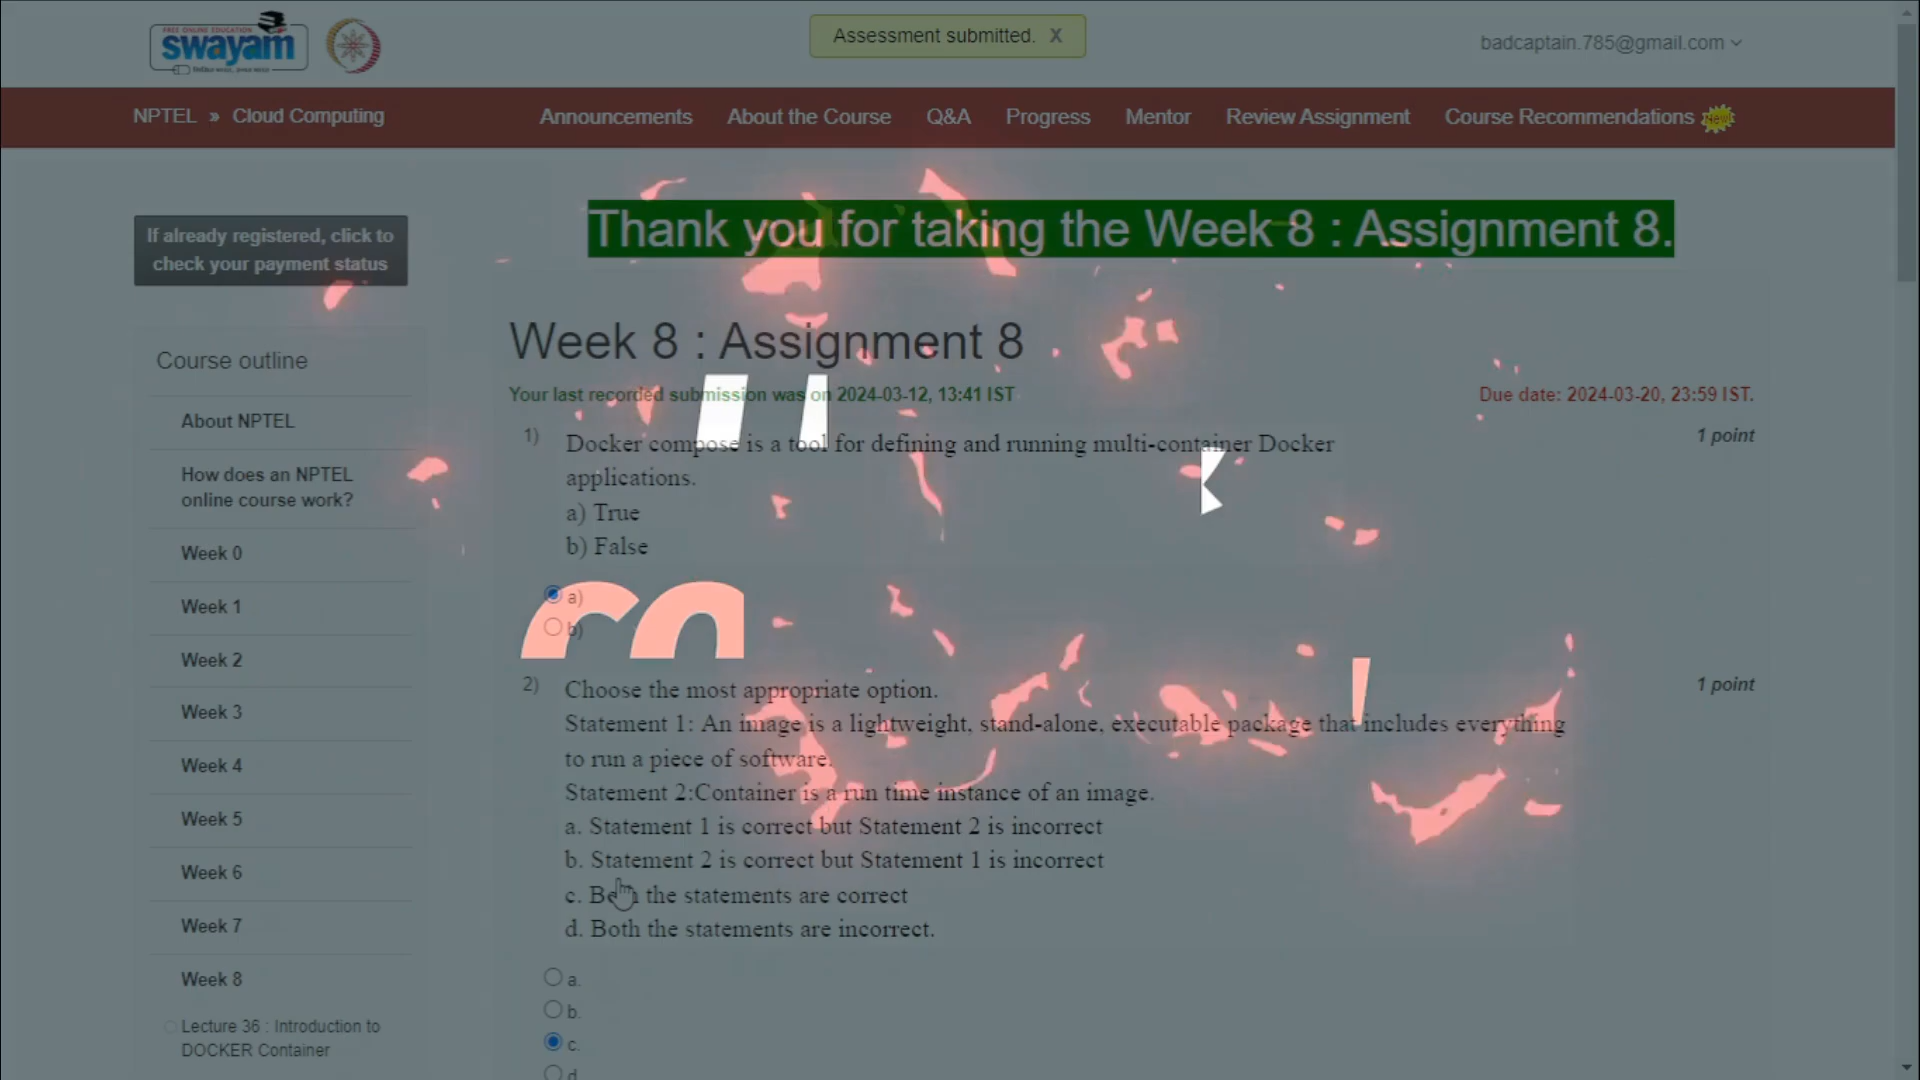 FREE ONLINE EDUCATION
swayam
Assessment submitted. X
badcaptain.785@gmail.com
NPTEL » Cloud Computing
Announcements About the Course Q&A Progress Mentor Review Assignment Course Recommendations New!
If already registered, click to
check your payment status
Thank you for taking the Week 8 : Assignment 8.
Course outline
About NPTEL
How does an NPTEL
online course work?
Week 0
Week 1
Week 2
Week 3
Week 4
Week 5
Week 6
Week 7
Week 8
Lecture 36 : Introduction to
DOCKER Container
Week 8 : Assignment 8
Your last recorded submission was on 2024-03-12, 13:41 IST
Due date: 2024-03-20, 23:59 IST.
1) Docker compose is a tool for defining and running multi-container Docker
applications.
1 point
a) True
b) False
a)
b)
2) Choose the most appropriate option.
1 point
Statement 1: An image is a lightweight, stand-alone, executable package that includes everything
to run a piece of software.
Statement 2:Container is a run time instance of an image.
a. Statement 1 is correct but Statement 2 is incorrect
b. Statement 2 is correct but Statement 1 is incorrect
c. Both the statements are correct
d. Both the statements are incorrect.
a.
b.
c.
d.